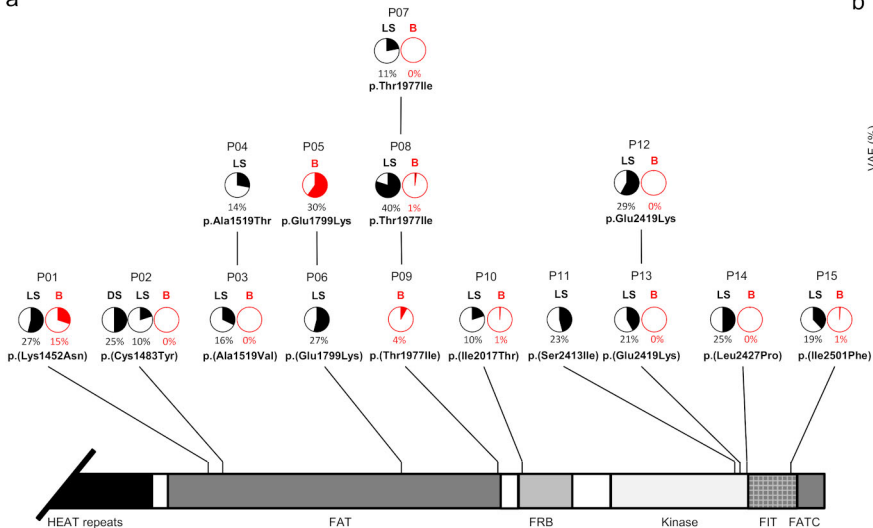 a
b
P07
LS B
11% 0%
p.Thr1977Ile
P04 P05 P08 P12
LS B LS B LS B
14% 30% 40% 1% 29% 0%
p.Ala1519Thr p.Glu1799Lys p.Thr1977Ile p.Glu2419Lys
P01 P02 P03 P06 P09 P10 P11 P13 P14 P15
LS B DS LS B LS B LS B LS B LS LS B LS B LS B
27% 15% 25% 10% 0% 16% 0% 27% 4% 10% 1% 23% 21% 0% 25% 0% 19% 1%
p.(Lys1452Asn) p.(Cys1483Tyr) p.(Ala1519Val) p.(Glu1799Lys) p.(Thr1977Ile) p.(Ile2017Thr) p.(Ser2413Ile) p.(Glu2419Lys) p.(Leu2427Pro) p.(Ile2501Phe)
HEAT repeats FAT FRB Kinase FIT FATC
VAF (%)